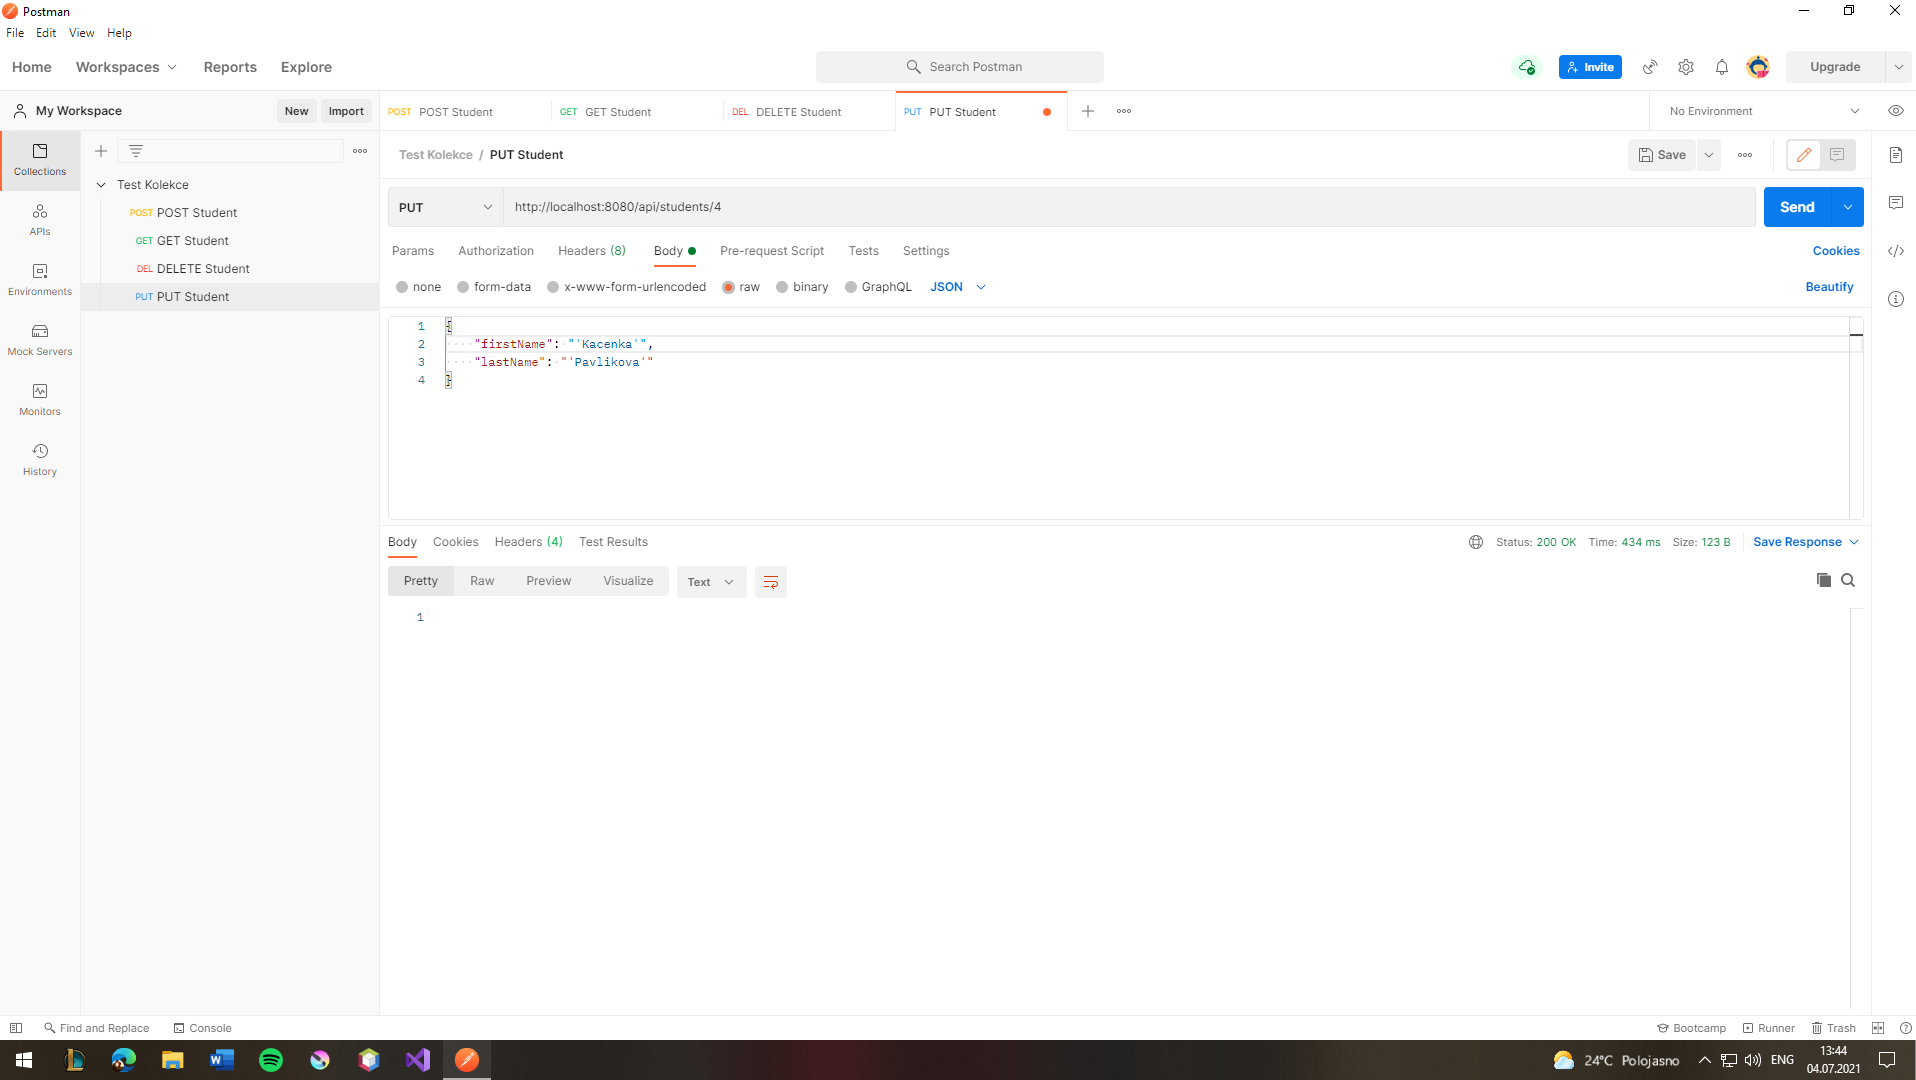 Postman
File Edit View Help
Home Workspaces Reports Explore Search Postman Invite Upgrade
My Workspace New Import POST POST Student GET GET Student DEL DELETE Student PUT PUT Student No Environment
Collections
APIs
Environments
Mock Servers
Monitors
History
Test Kolekce
POST POST Student
GET GET Student
DEL DELETE Student
PUT PUT Student
Test Kolekce / PUT Student Save
PUT http://localhost:8080/api/students/4 Send
Params Authorization Headers (8) Body Pre-request Script Tests Settings Cookies
none form-data x-www-form-urlencoded raw binary GraphQL JSON Beautify
1 {
2 "firstName": "'Kacenka'",
3 "lastName": "'Pavlikova'"
4 }
Body Cookies Headers (4) Test Results Status: 200 OK Time: 434 ms Size: 123 B Save Response
Pretty Raw Preview Visualize Text
1
Find and Replace Console Bootcamp Runner Trash
24°C Polojasno ENG 13:44
04.07.2021